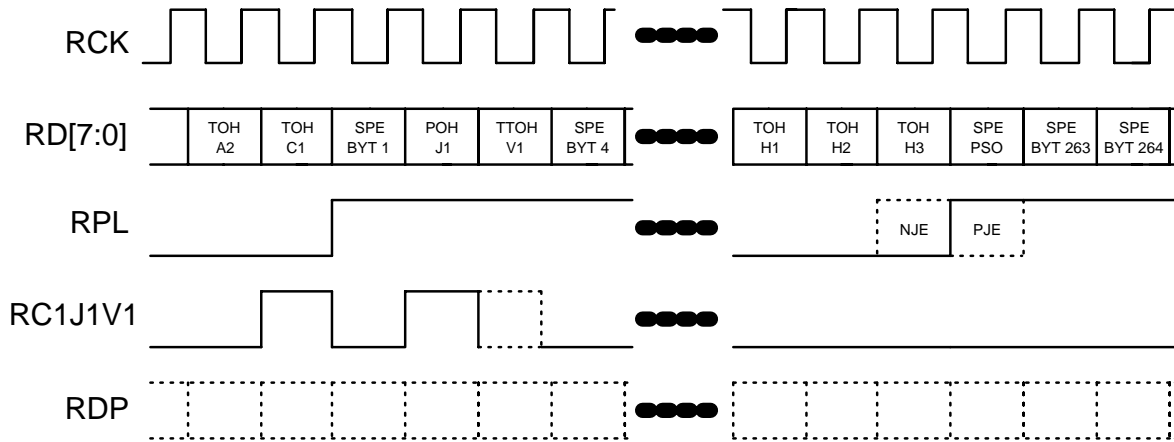 RCK
RD[7:0]
TOH
A2
TOH
C1
SPE
BYT 1
POH
J1
TTOH
V1
SPE
BYT 4
TOH
H1
TOH
H2
TOH
H3
SPE
PSO
SPE
BYT 263
SPE
BYT 264
RPL
NJE
PJE
RC1J1V1
RDP